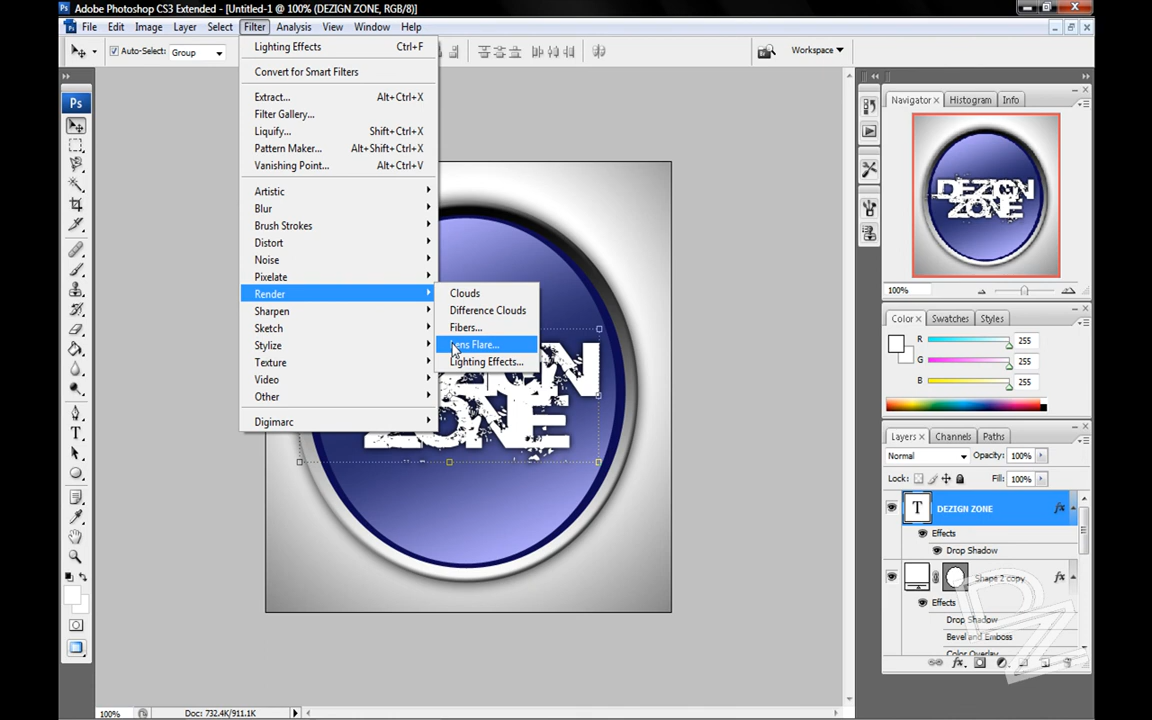 Adobe Photoshop CS3 Extended - [Untitled-1 @ 100% (DEZIGN ZONE, RGB/8)]
File Edit Image Layer Select Filter Analysis View Window Help
Auto-Select: Group
Workspace
Lighting Effects Ctrl+F
Convert for Smart Filters
Extract... Alt+Ctrl+X
Filter Gallery...
Liquify... Shift+Ctrl+X
Pattern Maker... Alt+Shift+Ctrl+X
Vanishing Point... Alt+Ctrl+V
Artistic
Blur
Brush Strokes
Distort
Noise
Pixelate
Render
Sharpen
Sketch
Stylize
Texture
Video
Other
Digimarc
Clouds
Difference Clouds
Fibers...
Lens Flare...
Lighting Effects...
ZONE
Ps
Navigator Histogram Info
DEZIGN
ZONE
100%
Color Swatches Styles
R 255
G 255
B 255
Layers Channels Paths
Normal Opacity: 100%
Lock: Fill: 100%
T DEZIGN ZONE fx
Effects
Drop Shadow
Shape 2 copy fx
Effects
Drop Shadow
Bevel and Emboss
Color Overlay
DZ
100% Doc: 732.4K/911.1K